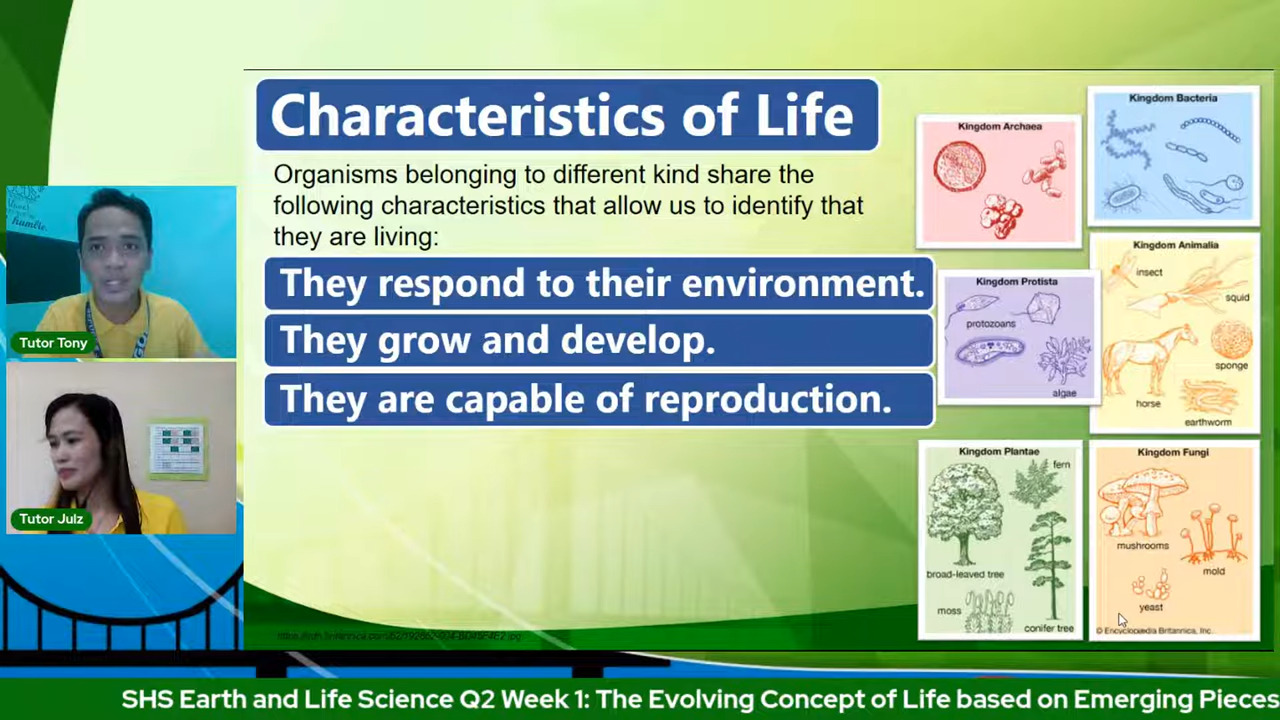 Characteristics of Life
Organisms belonging to different kind share the
following characteristics that allow us to identify that
they are living:
They respond to their environment.
They grow and develop.
They are capable of reproduction.
Kingdom Archaea
Kingdom Bacteria
Kingdom Protista
protozoans
algae
Kingdom Animalia
insect
squid
sponge
horse
earthworm
Kingdom Plantae
fern
broad-leaved tree
moss
conifer tree
Kingdom Fungi
mushrooms
mold
yeast
© Encyclopædia Britannica, Inc.
humble.
Tutor Tony
Tutor Julz
SHS Earth and Life Science Q2 Week 1: The Evolving Concept of Life based on Emerging Pieces